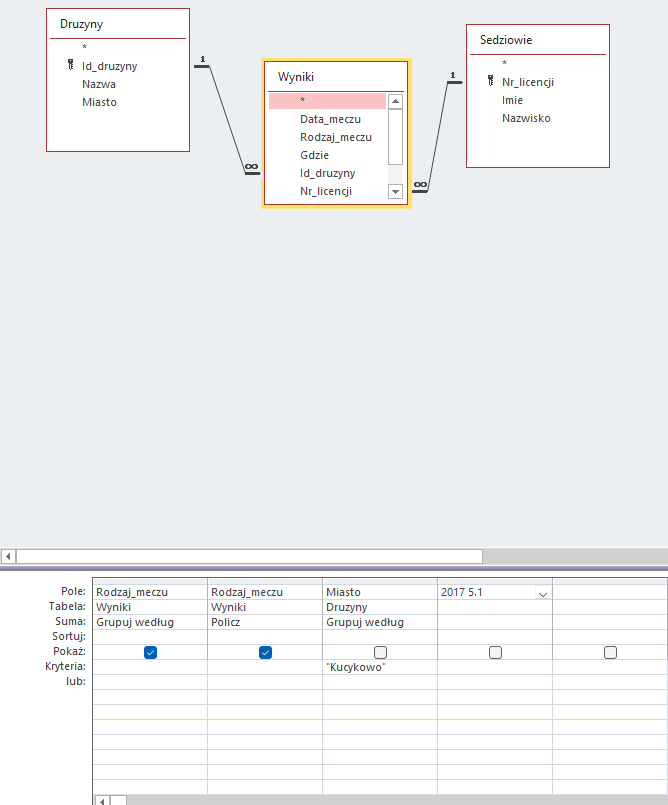 Druzyny
*
Id_druzyny
Nazwa
Miasto
1
∞
Wyniki
*
Data_meczu
Rodzaj_meczu
Gdzie
Id_druzyny
Nr_licencji
1
∞
Sedziowie
*
Nr_licencji
Imie
Nazwisko
Pole: Rodzaj_meczu Rodzaj_meczu Miasto 2017 5.1
Tabela: Wyniki Wyniki Druzyny
Suma: Grupuj według Policz Grupuj według
Sortuj:
Pokaż:
Kryteria: "Kucykowo"
lub: